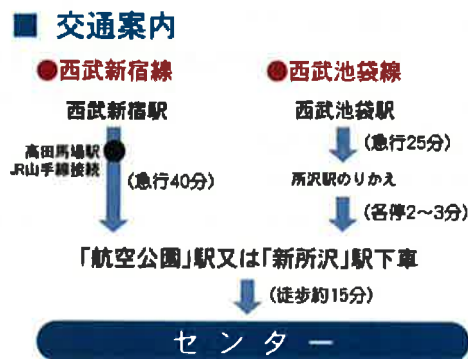 ■ 交通案内
●西武新宿線
西武新宿駅
高田馬場駅
JR山手線接続
(急行40分)
●西武池袋線
西武池袋駅
(急行25分)
所沢駅のりかえ
(各停2～3分)
「航空公園」駅又は「新所沢」駅下車
(徒歩約15分)
センター